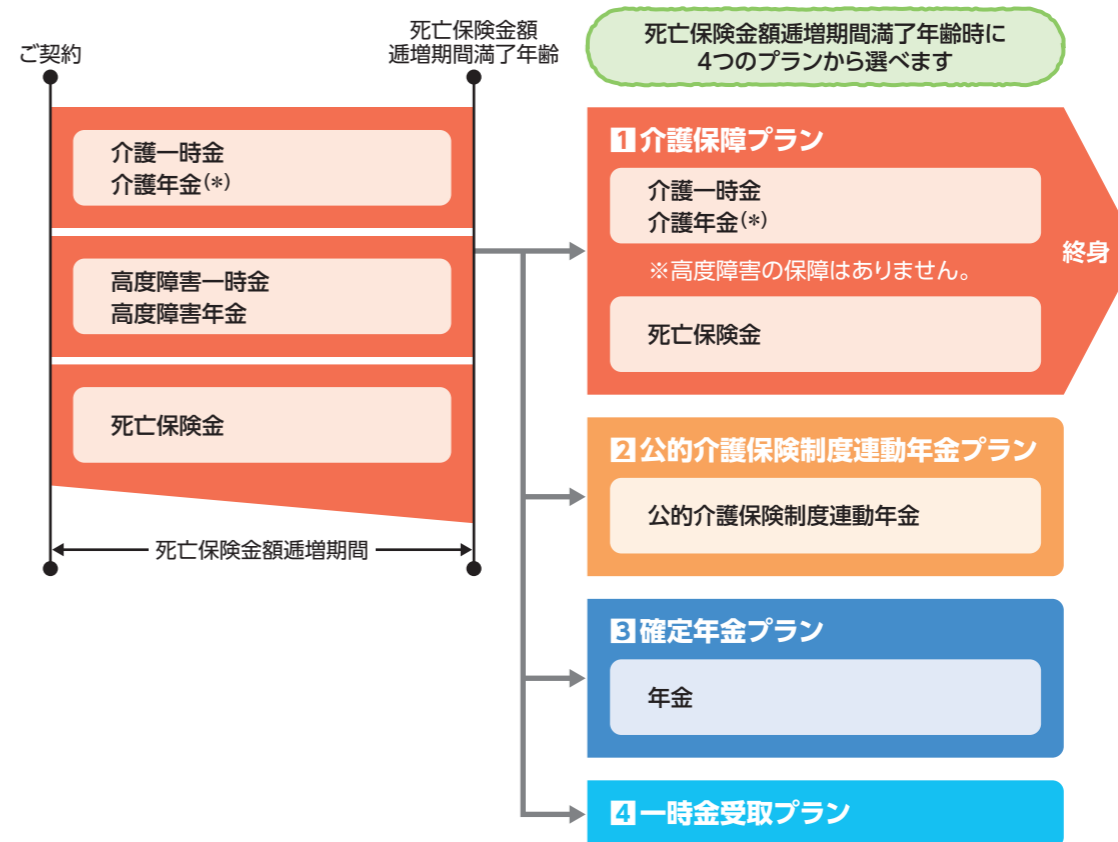 ご契約
死亡保険金額
逓増期間満了年齢
介護一時金
介護年金(*)
高度障害一時金
高度障害年金
死亡保険金
死亡保険金額逓増期間
死亡保険金額逓増期間満了年齢時に
4つのプランから選べます
1介護保障プラン
介護一時金
介護年金(*)
※高度障害の保障はありません。
死亡保険金
終身
2公的介護保険制度連動年金プラン
公的介護保険制度連動年金
3確定年金プラン
年金
4一時金受取プラン